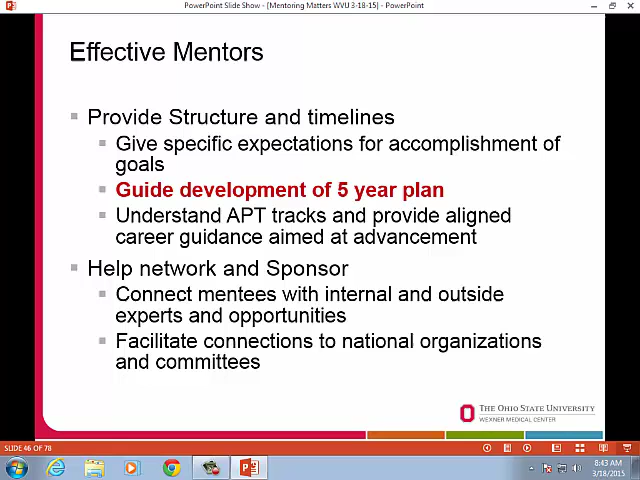 PowerPoint Slide Show - [Mentoring Matters WVU 3-18-15] - PowerPoint
Effective Mentors
Provide Structure and timelines
Give specific expectations for accomplishment of
goals
Guide development of 5 year plan
Understand APT tracks and provide aligned
career guidance aimed at advancement
Help network and Sponsor
Connect mentees with internal and outside
experts and opportunities
Facilitate connections to national organizations
and committees
THE OHIO STATE UNIVERSITY
WEXNER MEDICAL CENTER
SLIDE 46 OF 78
8:43 AM
3/18/2015